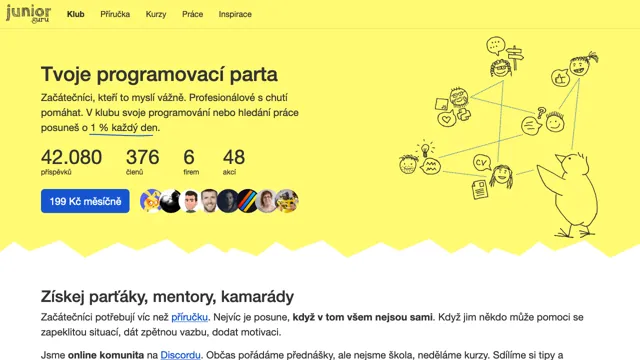 junior
guru
Klub
Příručka
Kurzy
Práce
Inspirace
Tvoje programovací parta
Začátečníci, kteří to myslí vážně. Profesionálové s chutí
pomáhat. V klubu svoje programování nebo hledání práce
posuneš o 1 % každý den.
42.080
příspěvků
376
členů
6
firem
48
akcí
199 Kč měsíčně
CV
Získej parťáky, mentory, kamarády
Začátečníci potřebují víc než příručku. Nejvíc je posune, když v tom všem nejsou sami. Když jim někdo může pomoci se
zapeklitou situací, dát zpětnou vazbu, dodat motivaci.
Jsme online komunita na Discordu. Občas pořádáme přednášky, ale nejsme škola, neděláme kurzy. Sdílíme si tipy a